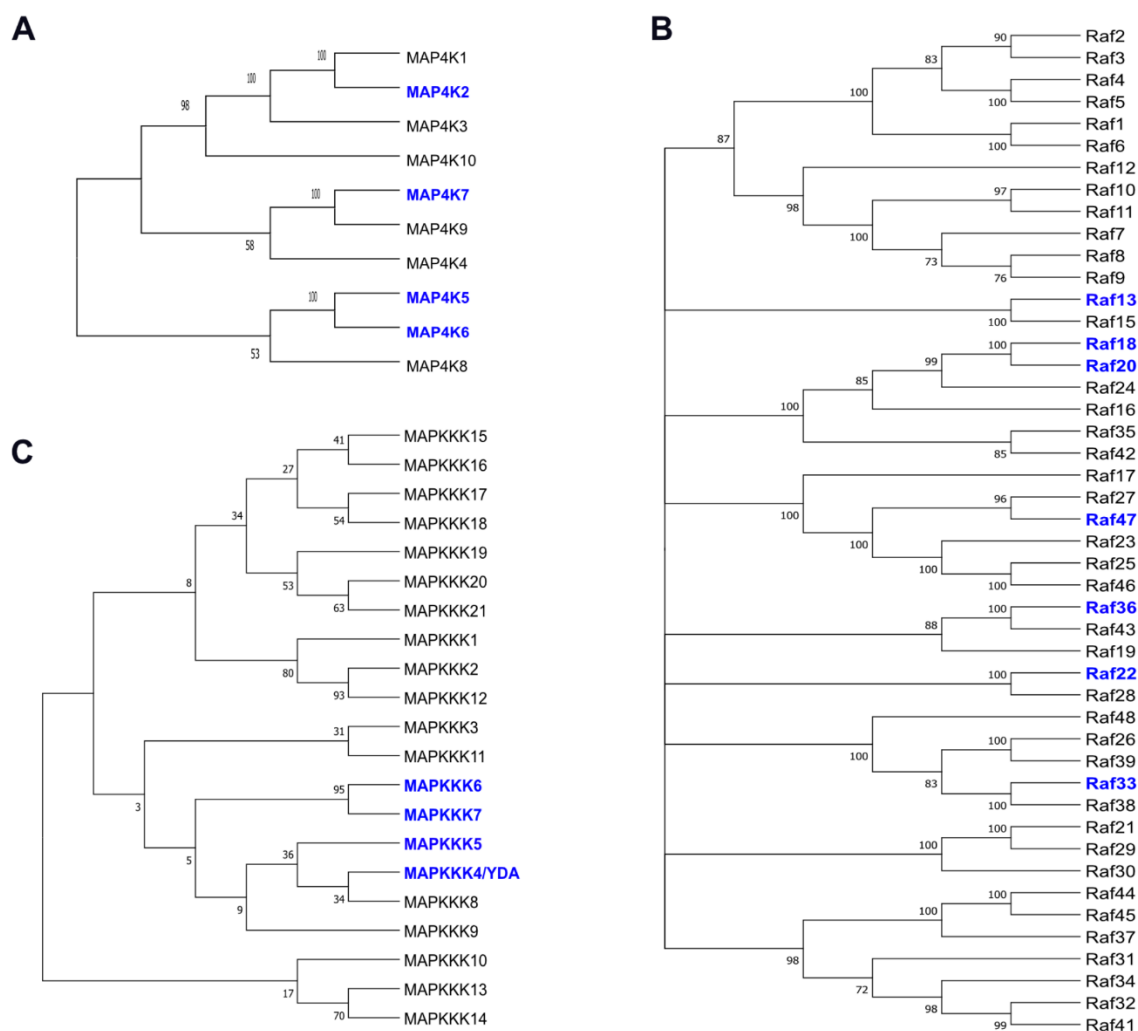 A
100
MAP4K1
100
MAP4K2
98
MAP4K3
MAP4K10
100
MAP4K7
MAP4K9
58
MAP4K4
100
MAP4K5
MAP4K6
53
MAP4K8
B
90
Raf2
83
Raf3
100
Raf4
100
Raf5
87
Raf1
100
Raf6
Raf12
98
97
Raf10
Raf11
100
Raf7
73
Raf8
76
Raf9
Raf13
100
Raf15
100
Raf18
99
Raf20
85
Raf24
100
Raf16
Raf35
85
Raf42
Raf17
100
96
Raf27
Raf47
100
Raf23
100
Raf25
100
Raf46
100
Raf36
88
Raf43
Raf19
100
Raf22
Raf28
Raf48
100
100
Raf26
Raf39
83
Raf33
100
Raf38
100
Raf21
100
Raf29
Raf30
100
Raf44
100
Raf45
Raf37
98
Raf31
72
Raf34
98
Raf32
99
Raf41
C
41
MAPKKK15
27
MAPKKK16
34
MAPKKK17
54
MAPKKK18
8
MAPKKK19
53
MAPKKK20
63
MAPKKK21
MAPKKK1
80
MAPKKK2
93
MAPKKK12
31
MAPKKK3
MAPKKK11
3
95
MAPKKK6
MAPKKK7
5
36
MAPKKK5
MAPKKK4/YDA
34
MAPKKK8
9
MAPKKK9
MAPKKK10
17
MAPKKK13
70
MAPKKK14